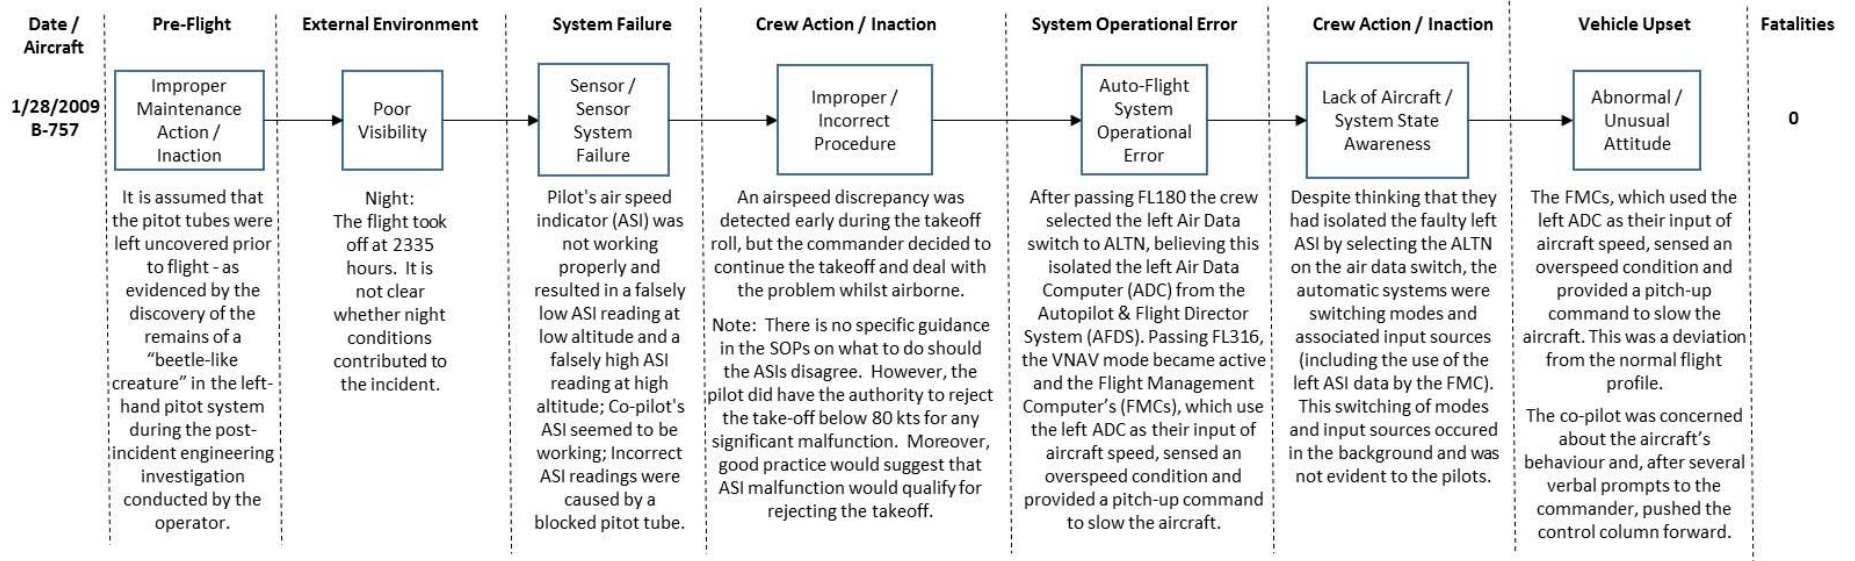 Date /
Aircraft
Pre-Flight
External Environment
System Failure
Crew Action / Inaction
System Operational Error
Crew Action / Inaction
Vehicle Upset
Fatalities
1/28/2009
B-757
Improper
Maintenance
Action /
Inaction
Poor
Visibility
Sensor /
Sensor
System
Failure
Improper /
Incorrect
Procedure
Auto-Flight
System
Operational
Error
Lack of Aircraft /
System State
Awareness
Abnormal /
Unusual
Attitude
0
It is assumed that
the pitot tubes were
left uncovered prior
to flight - as
evidenced by the
discovery of the
remains of a
“beetle-like
creature” in the left-
hand pitot system
during the post-
incident engineering
investigation
conducted by the
operator.
Night:
The flight took
off at 2335
hours. It is
not clear
whether night
conditions
contributed to
the incident.
Pilot's air speed
indicator (ASI) was
not working
properly and
resulted in a falsely
low ASI reading at
low altitude and a
falsely high ASI
reading at high
altitude; Co-pilot's
ASI seemed to be
working; Incorrect
ASI readings were
caused by a
blocked pitot tube.
An airspeed discrepancy was
detected early during the takeoff
roll, but the commander decided to
continue the takeoff and deal with
the problem whilst airborne.
Note: There is no specific guidance
in the SOPs on what to do should
the ASIs disagree. However, the
pilot did have the authority to reject
the take-off below 80 kts for any
significant malfunction. Moreover,
good practice would suggest that
ASI malfunction would qualify for
rejecting the takeoff.
After passing FL180 the crew
selected the left Air Data
switch to ALTN, believing this
isolated the left Air Data
Computer (ADC) from the
Autopilot & Flight Director
System (AFDS). Passing FL316,
the VNAV mode became active
and the Flight Management
Computer’s (FMCs), which use
the left ADC as their input of
aircraft speed, sensed an
overspeed condition and
provided a pitch-up command
to slow the aircraft.
Despite thinking that they
had isolated the faulty left
ASI by selecting the ALTN
on the air data switch, the
automatic systems were
switching modes and
associated input sources
(including the use of the
left ASI data by the FMC).
This switching of modes
and input sources occured
in the background and was
not evident to the pilots.
The FMCs, which used the
left ADC as their input of
aircraft speed, sensed an
overspeed condition and
provided a pitch-up
command to slow the
aircraft. This was a deviation
from the normal flight
profile.
The co-pilot was concerned
about the aircraft’s
behaviour and, after several
verbal prompts to the
commander, pushed the
control column forward.